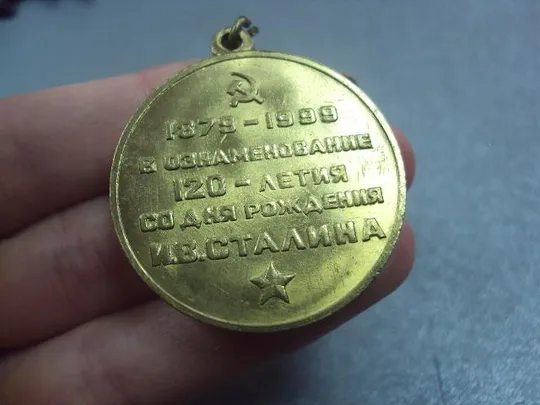 1879-1999
В ОЗНАМЕНОВАНИЕ
120-ЛЕТИЯ
СО ДНЯ РОЖДЕНИЯ
И.В.СТАЛИНА